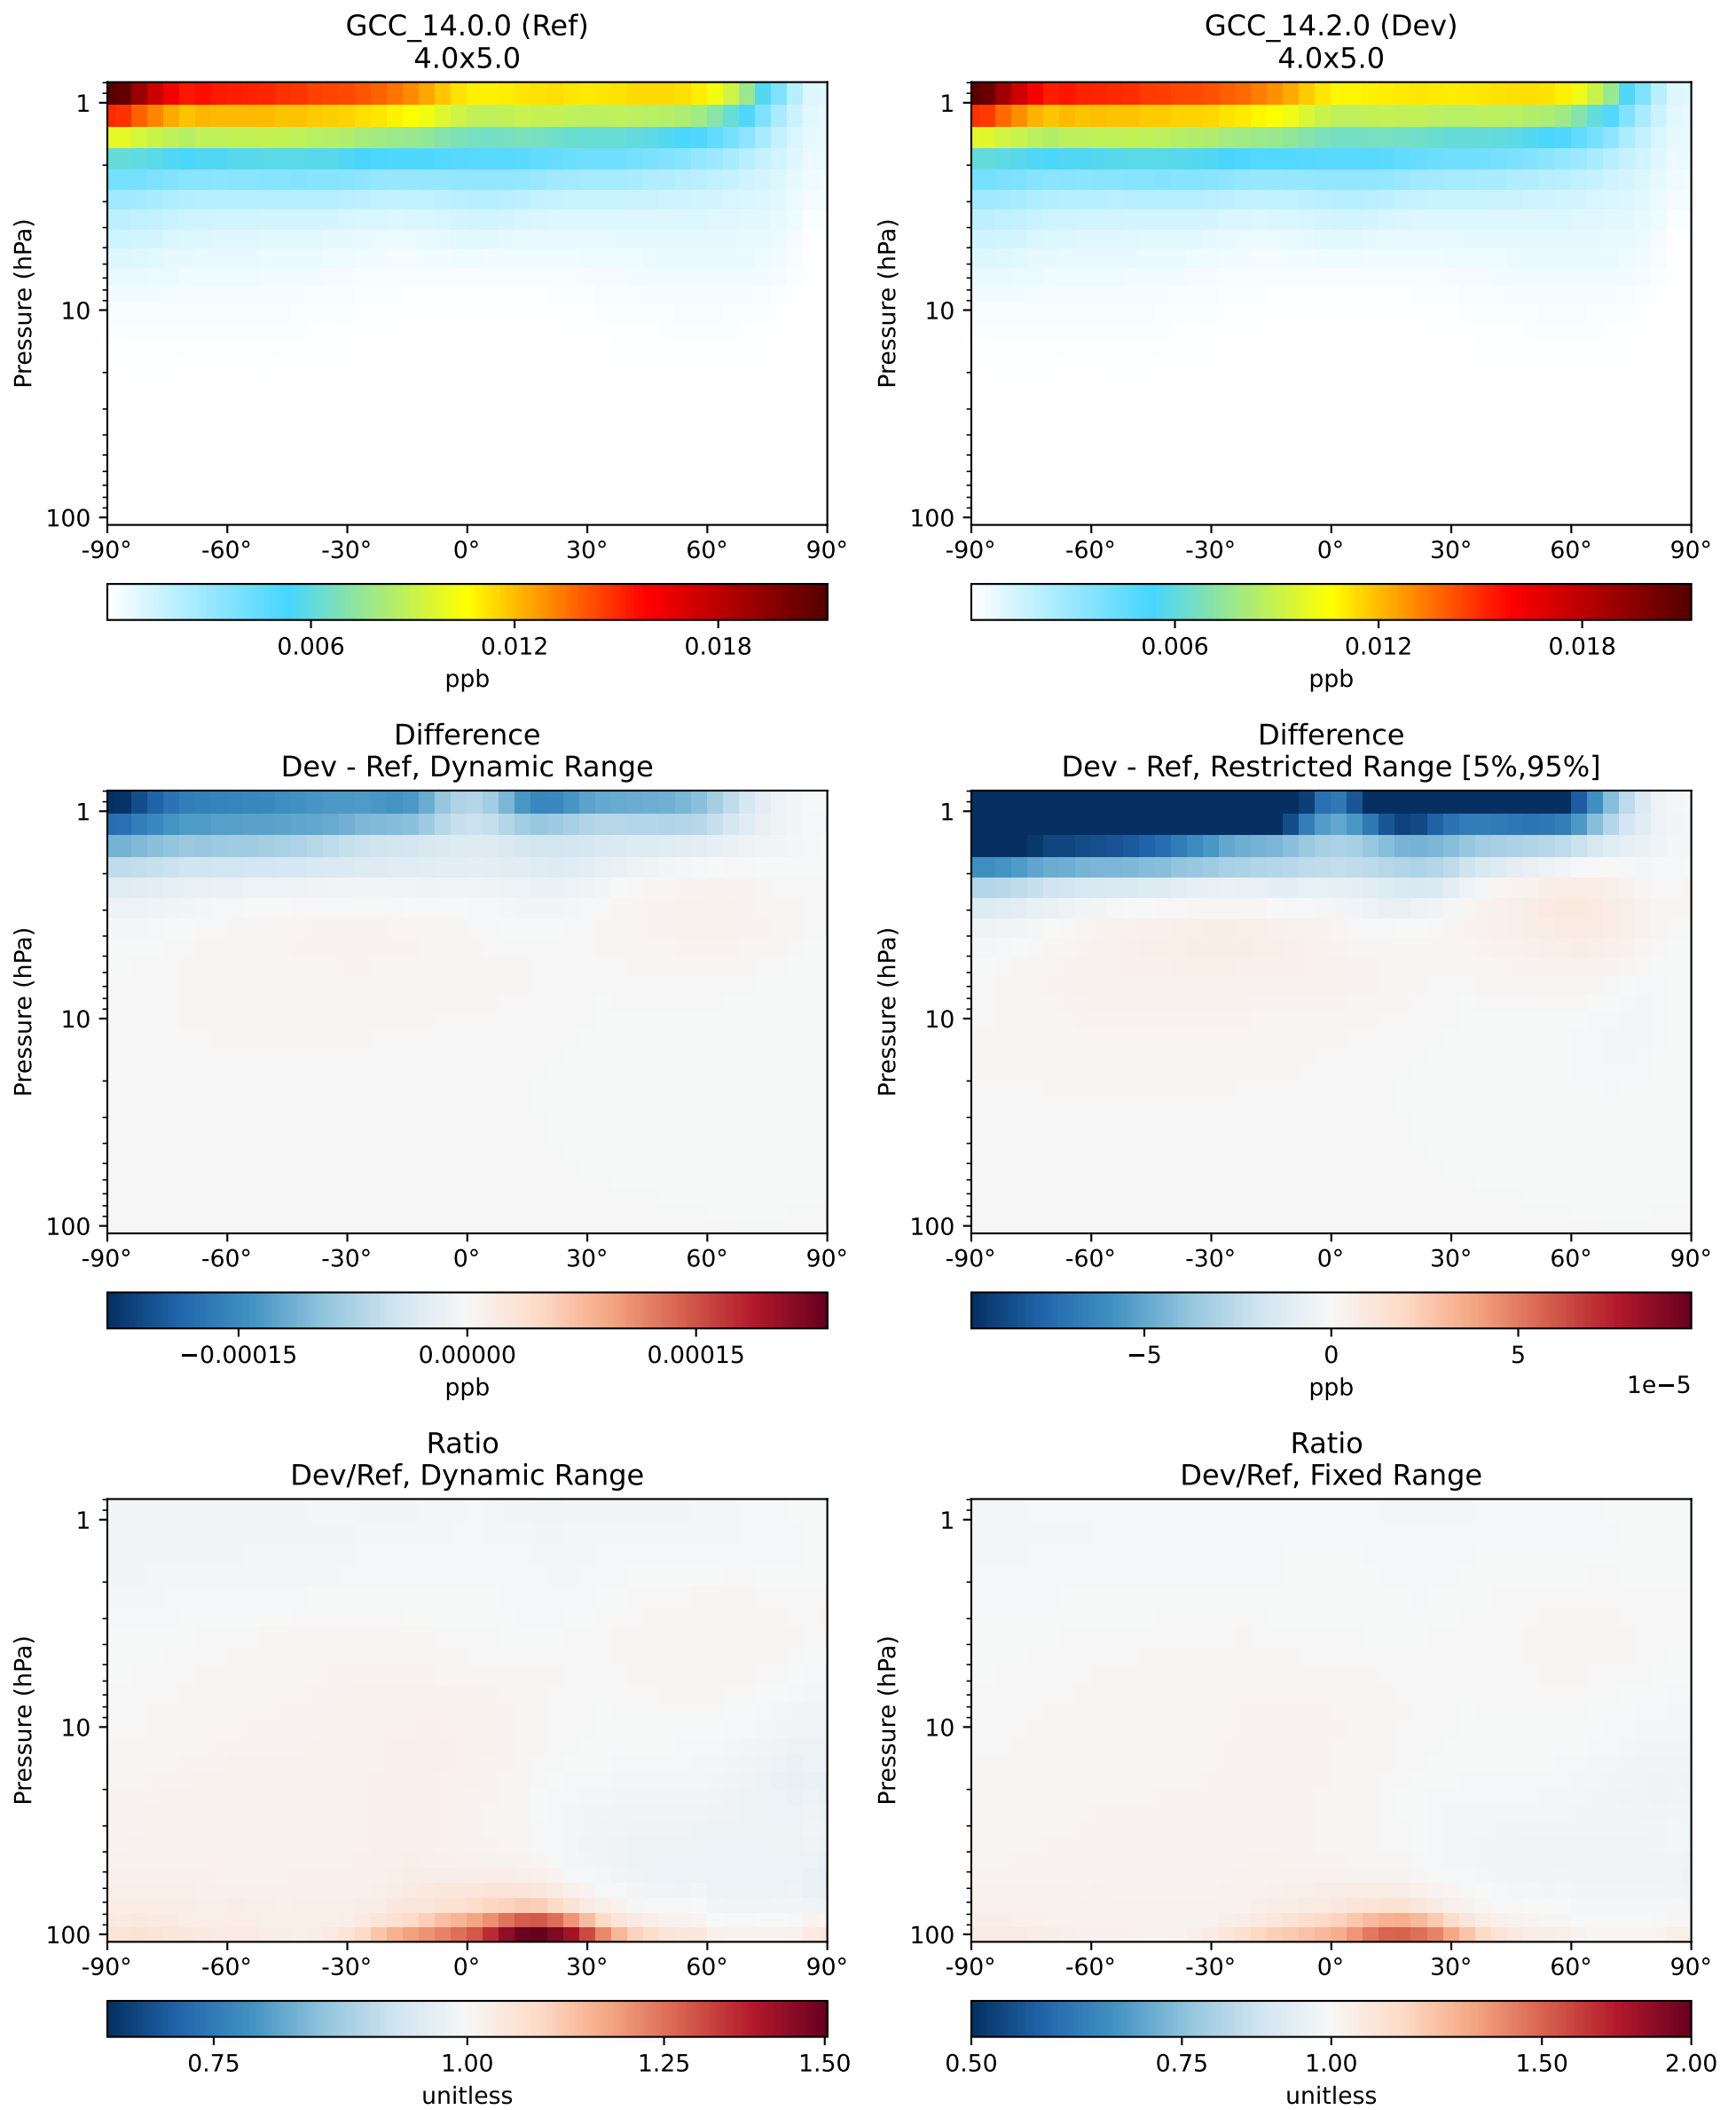 GCC_14.0.0 (Ref)
4.0x5.0
GCC_14.2.0 (Dev)
4.0x5.0
Pressure (hPa)
1
10
100
-90° -60° -30° 0° 30° 60° 90°
0.006 0.012 0.018
ppb
Pressure (hPa)
1
10
100
-90° -60° -30° 0° 30° 60° 90°
0.006 0.012 0.018
ppb
Difference
Dev - Ref, Dynamic Range
Difference
Dev - Ref, Restricted Range [5%,95%]
Pressure (hPa)
1
10
100
-90° -60° -30° 0° 30° 60° 90°
−0.00015 0.00000 0.00015
ppb
Pressure (hPa)
1
10
100
-90° -60° -30° 0° 30° 60° 90°
−5 0 5
ppb
1e−5
Ratio
Dev/Ref, Dynamic Range
Ratio
Dev/Ref, Fixed Range
Pressure (hPa)
1
10
100
-90° -60° -30° 0° 30° 60° 90°
0.75 1.00 1.25 1.50
unitless
Pressure (hPa)
1
10
100
-90° -60° -30° 0° 30° 60° 90°
0.50 0.75 1.00 1.50 2.00
unitless